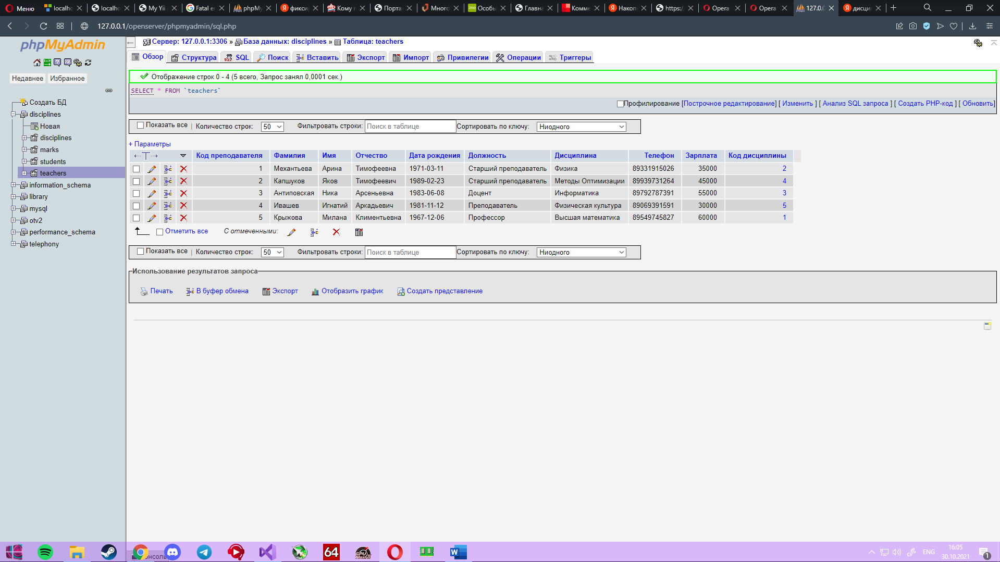 Меню
localho
localho
My Yii
Fatal e
phpMy
фикси
Кому п
Порта
Много
Особы
Главна
Комме
Накоп
https:/
Opera
Opera
127.0.0
дисци
127.0.0.1/openserver/phpmyadmin/sql.php
phpMyAdmin
Недавнее Избранное
Создать БД
disciplines
Новая
disciplines
marks
students
teachers
information_schema
library
mysql
otv2
performance_schema
telephony
Сервер: 127.0.0.1:3306 » База данных: disciplines » Таблица: teachers
Обзор Структура SQL Поиск Вставить Экспорт Импорт Привилегии Операции Триггеры
Отображение строк 0 - 4 (5 всего, Запрос занял 0,0001 сек.)
SELECT * FROM `teachers`
Профилирование [Построчное редактирование] [ Изменить ] [ Анализ SQL запроса ] [ Создать PHP-код ] [ Обновить]
Показать все | Количество строк: 50 Фильтровать строки: Поиск в таблице Сортировать по ключу: Ниодного
+ Параметры
←T→ Код преподавателя Фамилия Имя Отчество Дата рождения Должность Дисциплина Телефон Зарплата Код дисциплины
1 Механтьева Арина Тимофеевна 1971-03-11 Старший преподаватель Физика 89331915026 35000 2
2 Капшуков Яков Тимофеевич 1989-02-23 Старший преподаватель Методы Оптимизации 89939731264 45000 4
3 Антиповская Ника Арсеньевна 1983-06-08 Доцент Информатика 89792787391 55000 3
4 Ивашев Игнатий Аркадьевич 1981-11-12 Преподаватель Физическая культура 89069391591 30000 5
5 Крыжова Милана Климентьевна 1967-12-06 Профессор Высшая математика 89549745827 60000 1
Отметить все С отмеченными:
Показать все | Количество строк: 50 Фильтровать строки: Поиск в таблице Сортировать по ключу: Ниодного
Использование результатов запроса
Печать В буфер обмена Экспорт Отобразить график Создать представление
64
ENG
16:05
30.10.2021
1